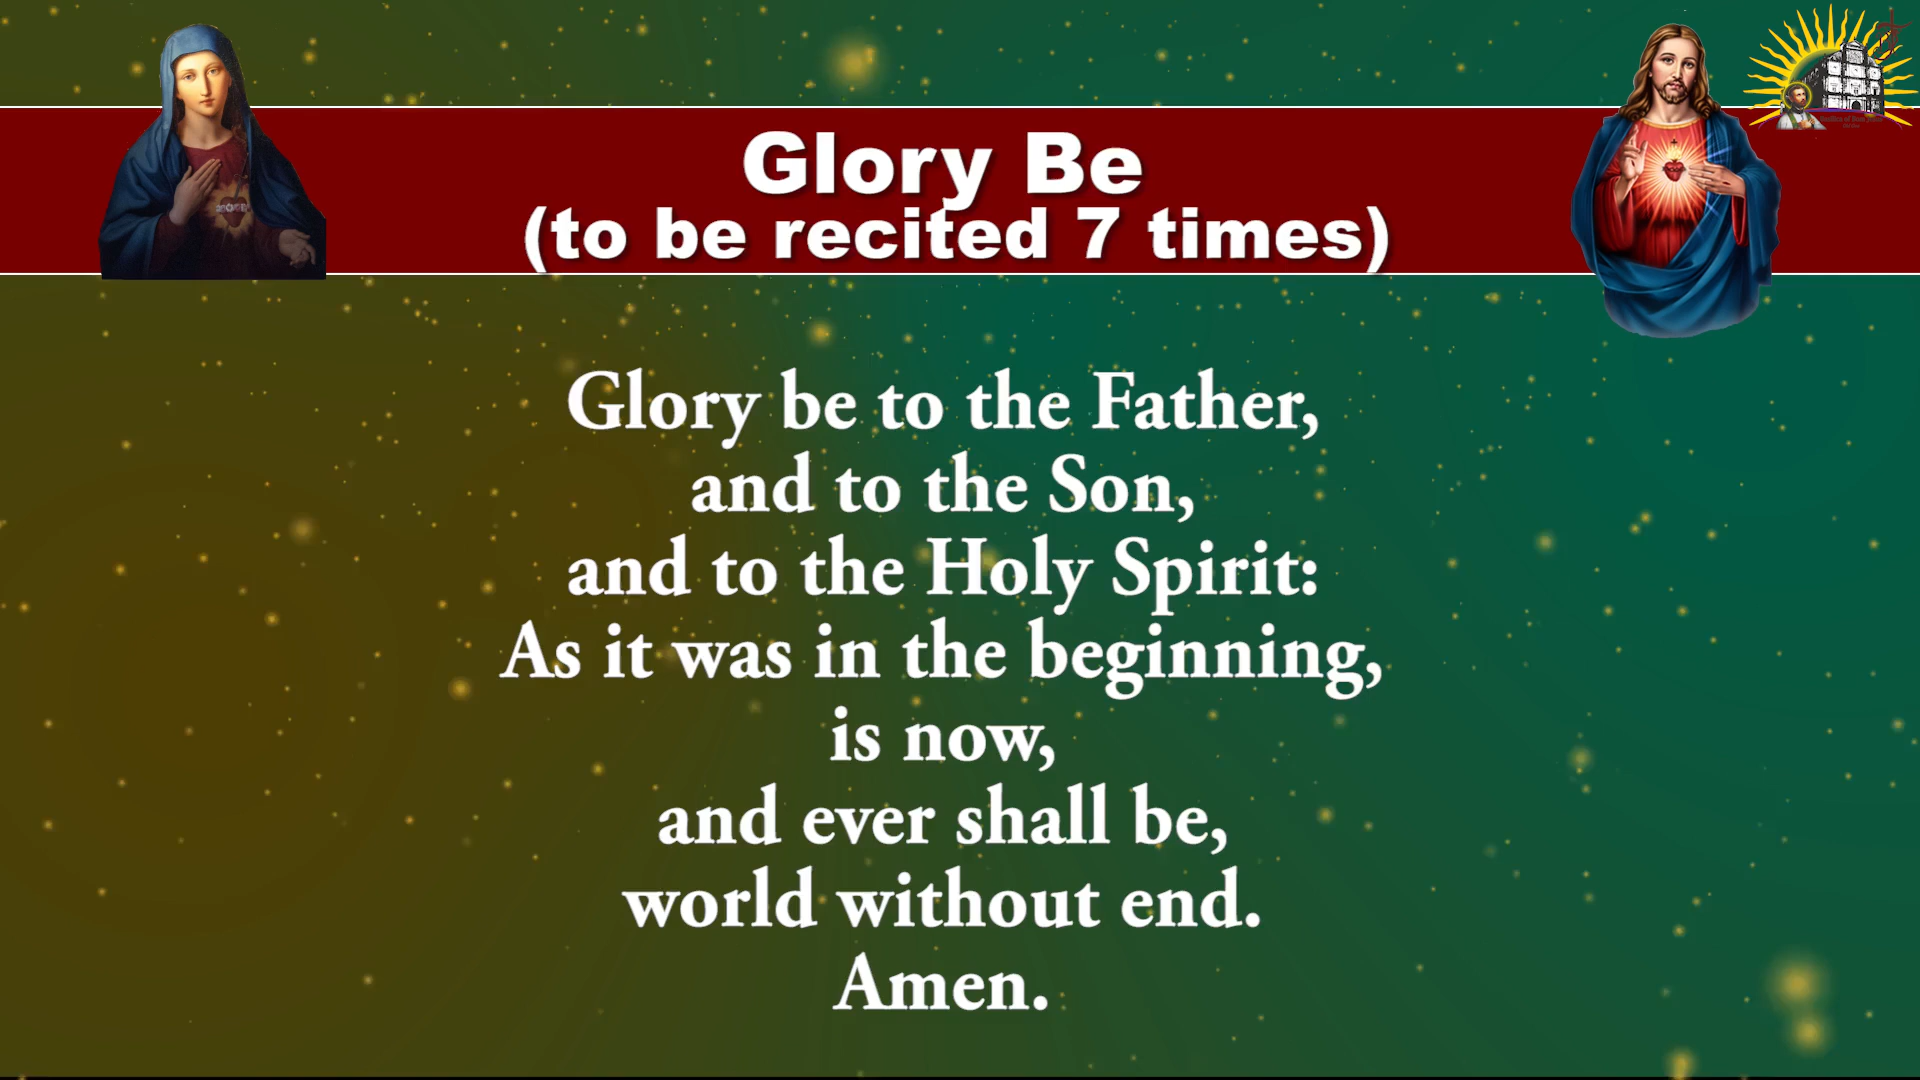 Glory Be
(to be recited 7 times)
Glory be to the Father,
and to the Son,
and to the Holy Spirit:
As it was in the beginning,
is now,
and ever shall be,
world without end.
Amen.